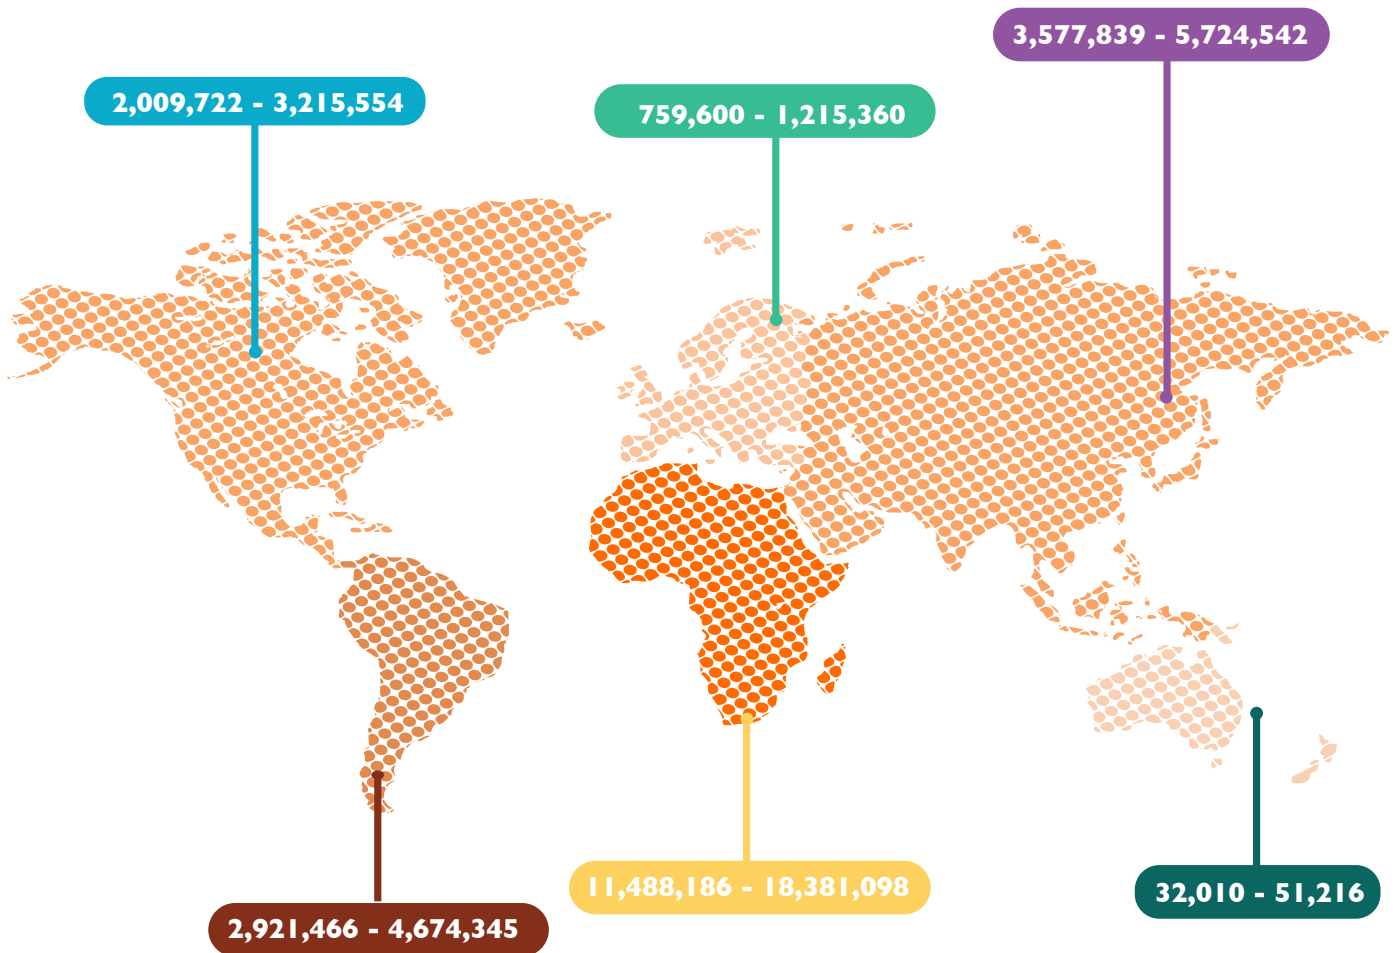 3,577,839 - 5,724,542
2,009,722 - 3,215,554
759,600 - 1,215,360
11,488,186 - 18,381,098
32,010 - 51,216
2,921,466 - 4,674,345